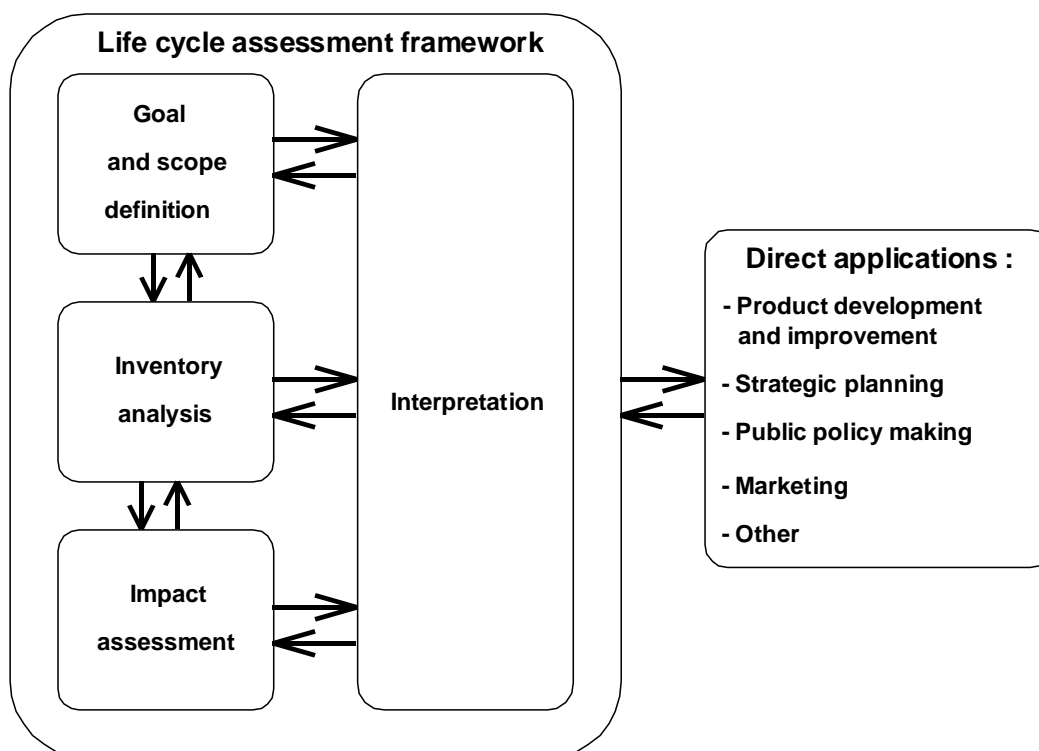 Life cycle assessment framework
Goal
and scope
definition
Inventory
analysis
Impact
assessment
Interpretation
Direct applications :
- Product development
and improvement
- Strategic planning
- Public policy making
- Marketing
- Other